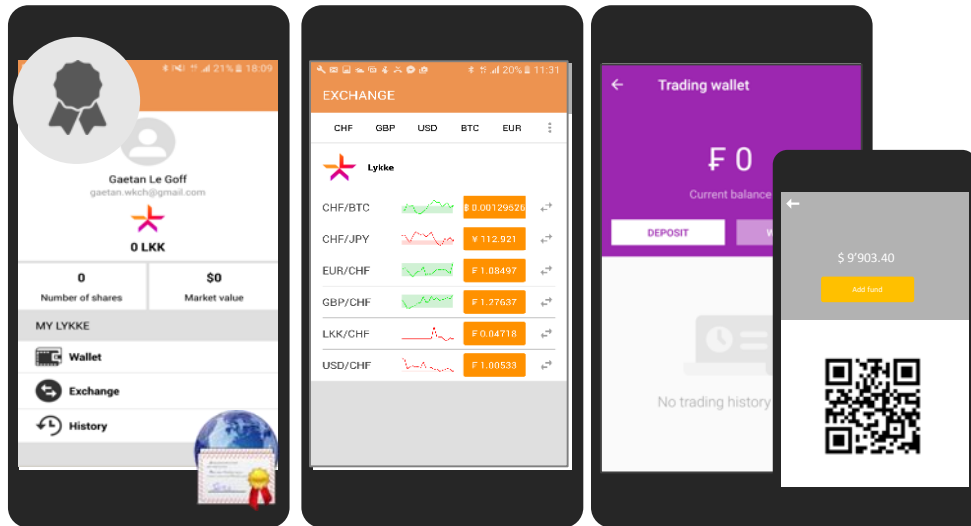 21% 18:09
Gaetan Le Goff
gaetan.wkch@gmail.com
0 LKK
0
Number of shares
$0
Market value
MY LYKKE
Wallet
Exchange
History
20% 11:31
EXCHANGE
CHF GBP USD BTC EUR
Lykke
CHF/BTC 0.00129526
CHF/JPY ¥ 112.921
EUR/CHF ₣ 1.08497
GBP/CHF ₣ 1.27637
LKK/CHF ₣ 0.04718
USD/CHF ₣ 1.00533
Trading wallet
₣ 0
Current balance
DEPOSIT
No trading history
$ 9'903.40
Add fund